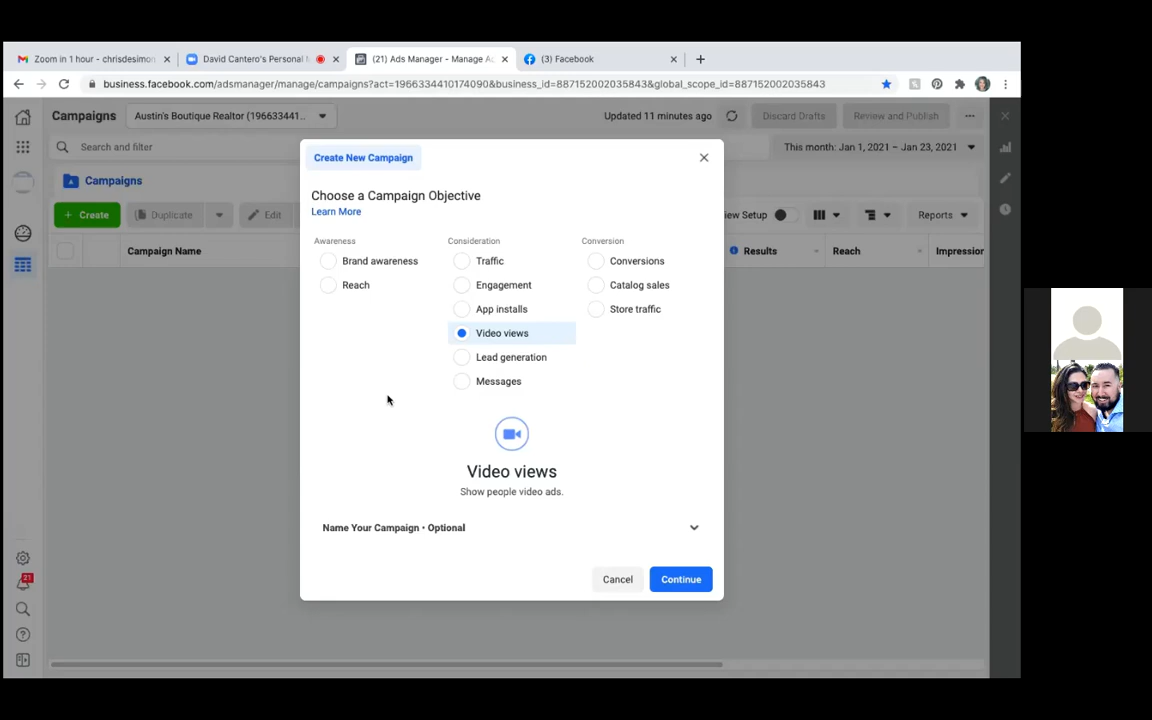 Zoom in 1 hour - chrisdesimon
David Cantero's Personal M
(21) Ads Manager - Manage Ad
(3) Facebook
business.facebook.com/adsmanager/manage/campaigns?act=1966334410174090&business_id=887152002035843&global_scope_id=887152002035843
Campaigns
Austin's Boutique Realtor (196633441...
Updated 11 minutes ago
Discard Drafts
Review and Publish
Search and filter
This month: Jan 1, 2021 – Jan 23, 2021
Create New Campaign
Campaigns
Choose a Campaign Objective
Learn More
+ Create
Duplicate
Edit
ew Setup
Reports
Awareness
Consideration
Conversion
Campaign Name
Results
Reach
Impression
Brand awareness
Traffic
Conversions
Reach
Engagement
Catalog sales
App installs
Store traffic
Video views
Lead generation
Messages
Video views
Show people video ads.
Name Your Campaign • Optional
Cancel
Continue
21